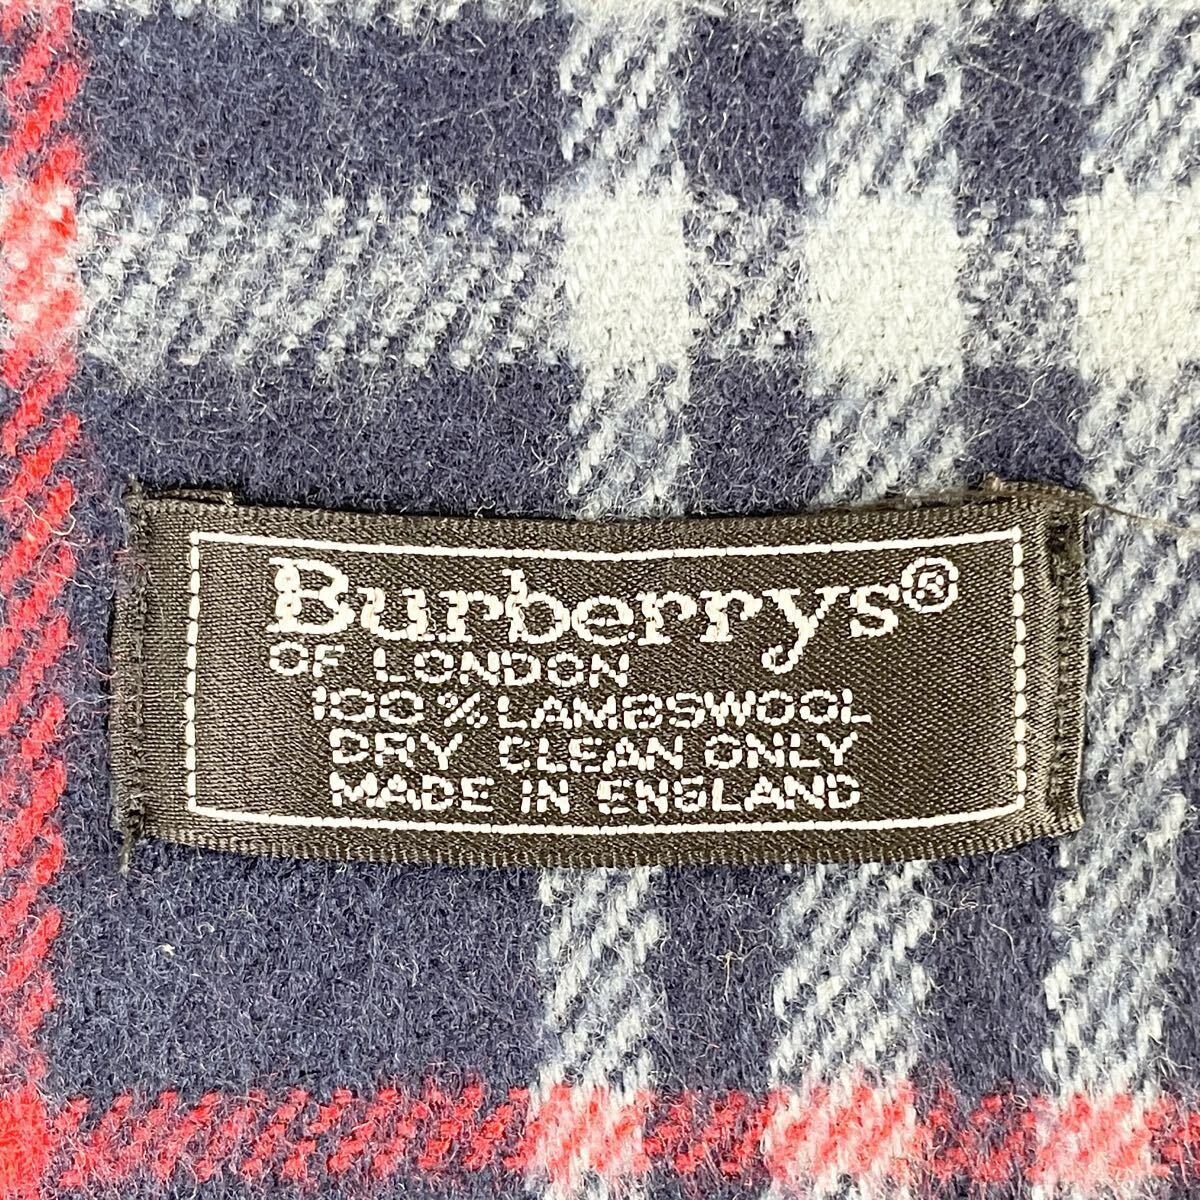 Burberrys®
OF LONDON
100% LAMBSWOOL
DRY CLEAN ONLY
MADE IN ENGLAND